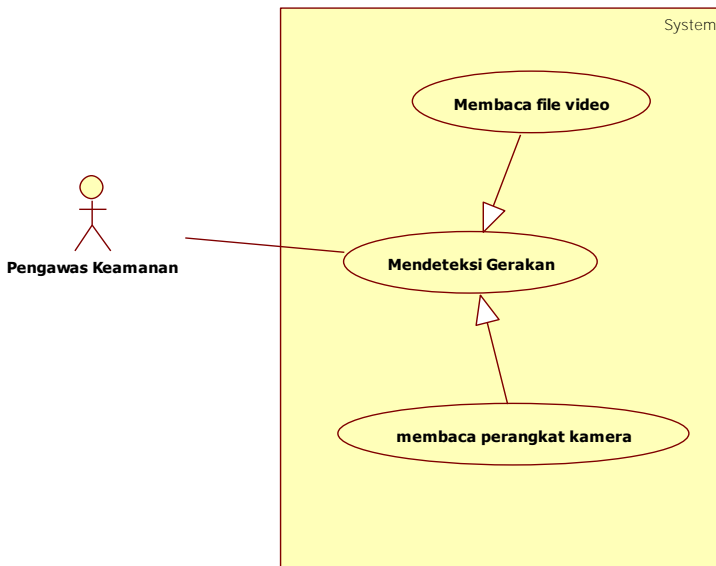 System
Membaca file video
Pengawas Keamanan
Mendeteksi Gerakan
membaca perangkat kamera